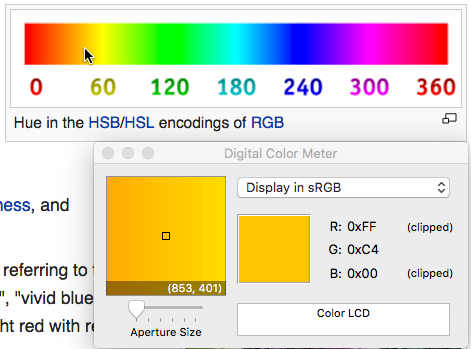 0 60 120 180 240 300 360
Hue in the HSB/HSL encodings of RGB
Digital Color Meter
Display in sRGB
ness, and
R: 0xFF (clipped)
G: 0xC4
B: 0x00 (clipped)
referring to
(853, 401)
", "vivid blue
Color LCD
ht red with re
Aperture Size